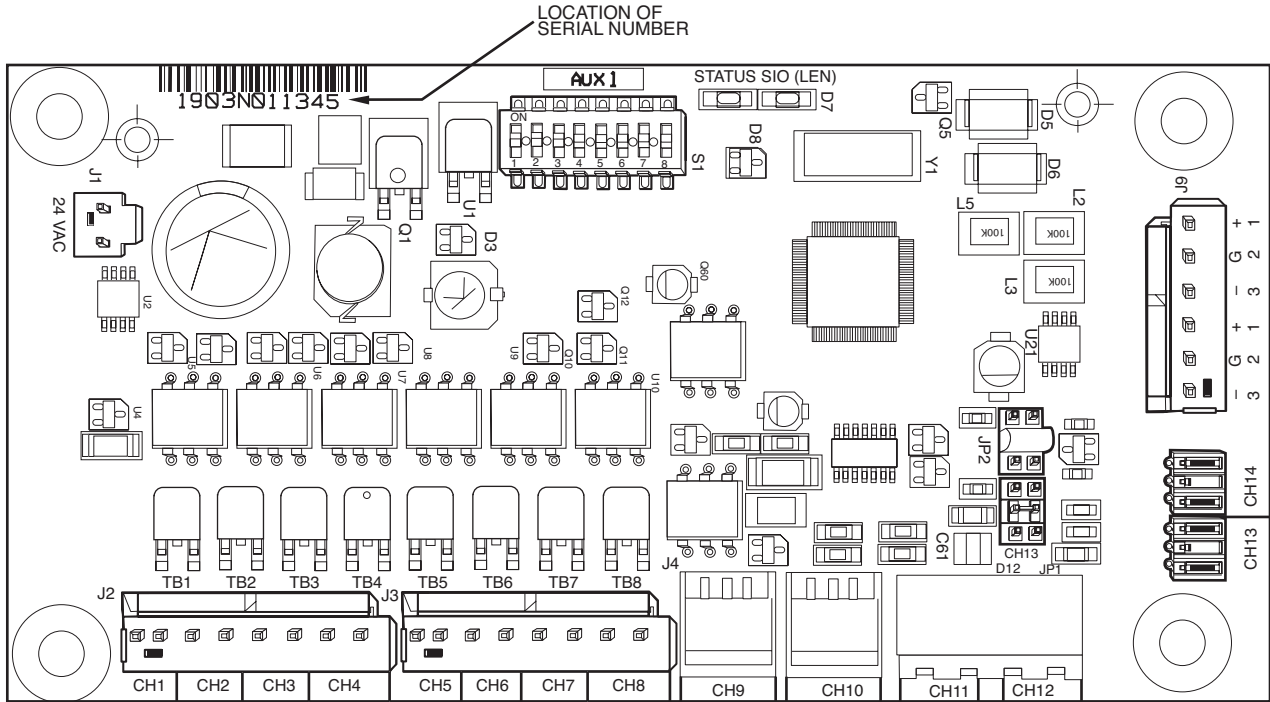 LOCATION OF
SERIAL NUMBER
1903N011345
AUX 1
STATUS SIO (LEN)
D7
Q5
D5
ON
1 2 3 4 5 6 7 8
S1
D8
Y1
D6
J1
24 VAC
Q1
U1
D3
L5
L2
100K
100K
L3
100K
J9
+ 1
G 2
– 3
+ 1
G 2
– 3
U2
Q60
Q12
U21
U5
U6
U7
U8
U9
Q10
Q11
U10
U4
JP2
CH14
CH13
C61
CH13
D12
JP1
J2
TB1
TB2
TB3
TB4
J3
TB5
TB6
TB7
TB8
J4
CH1
CH2
CH3
CH4
CH5
CH6
CH7
CH8
CH9
CH10
CH11
CH12